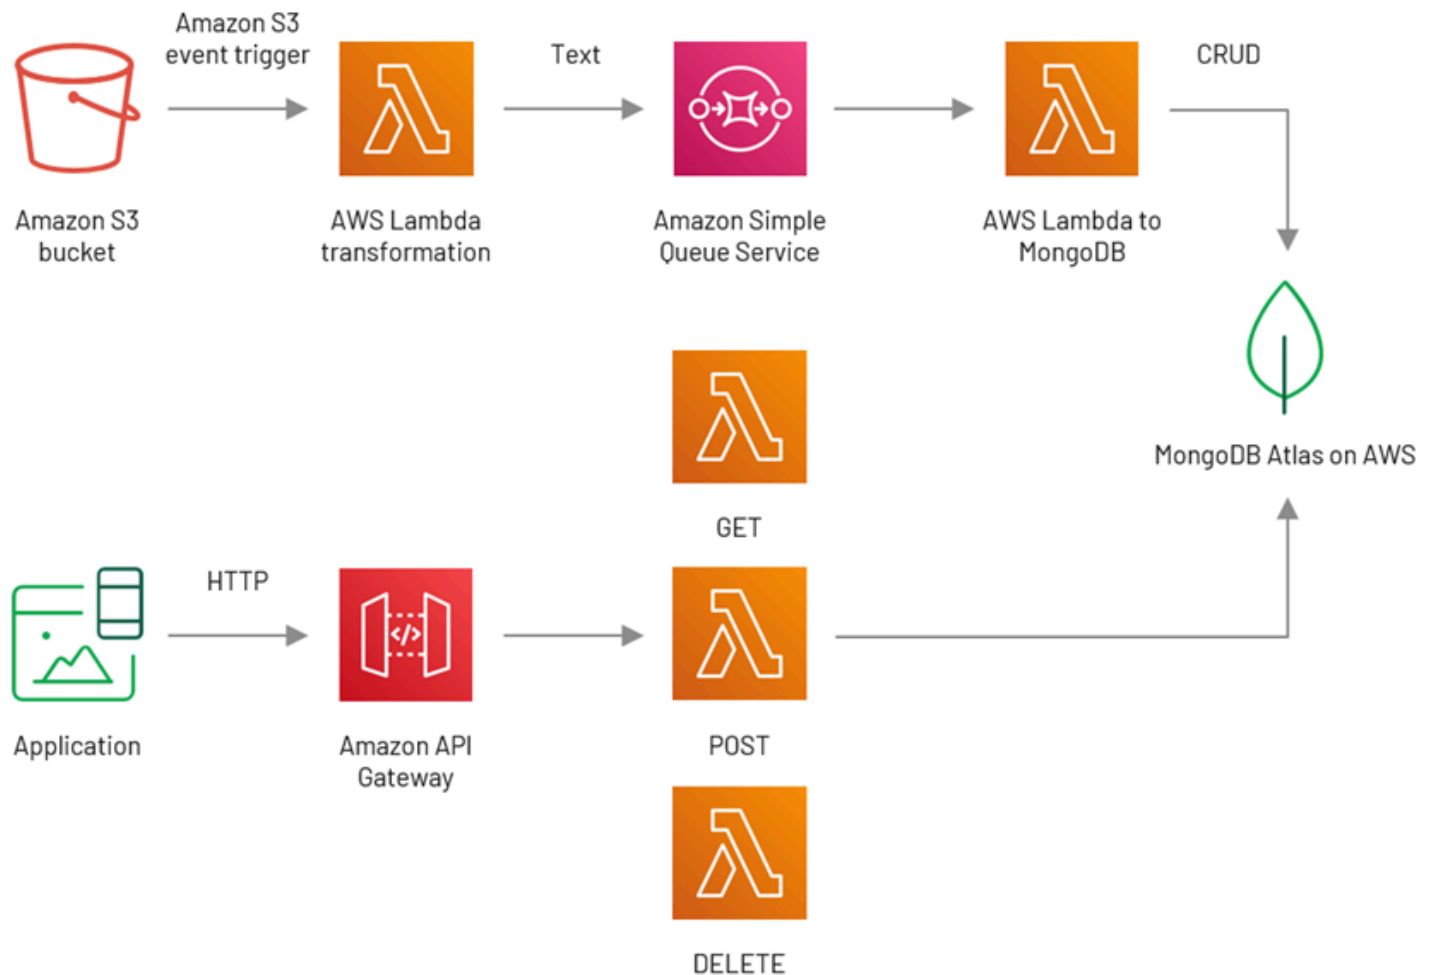 Amazon S3
event trigger
Text
CRUD
Amazon S3
bucket
AWS Lambda
transformation
Amazon Simple
Queue Service
AWS Lambda to
MongoDB
MongoDB Atlas on AWS
GET
HTTP
</>
Application
Amazon API
Gateway
POST
DELETE